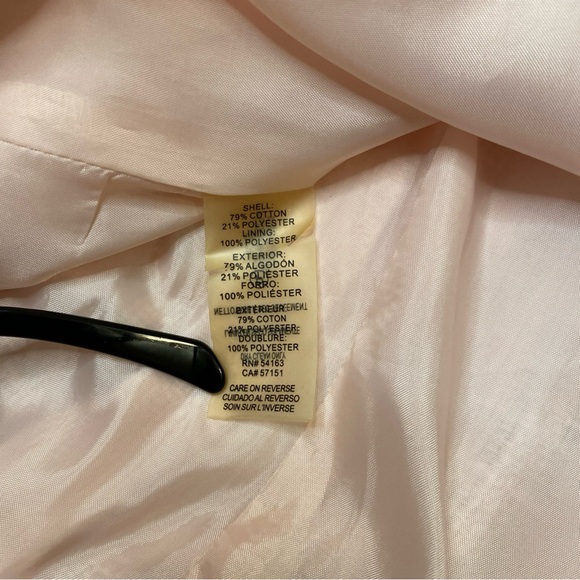 SHELL:
79% COTTON
21% POLYESTER
LINING:
100% POLYESTER
EXTERIOR:
79% ALGODÓN
21% POLIÉSTER
FORRO:
100% POLIÉSTER
EXTÉRIEUR
79% COTON
21% POLYESTER
DOUBLURE:
100% POLYESTER
RN# 54163
CA# 57151
CARE ON REVERSE
CUIDADO AL REVERSO
SOIN SUR L'INVERSE